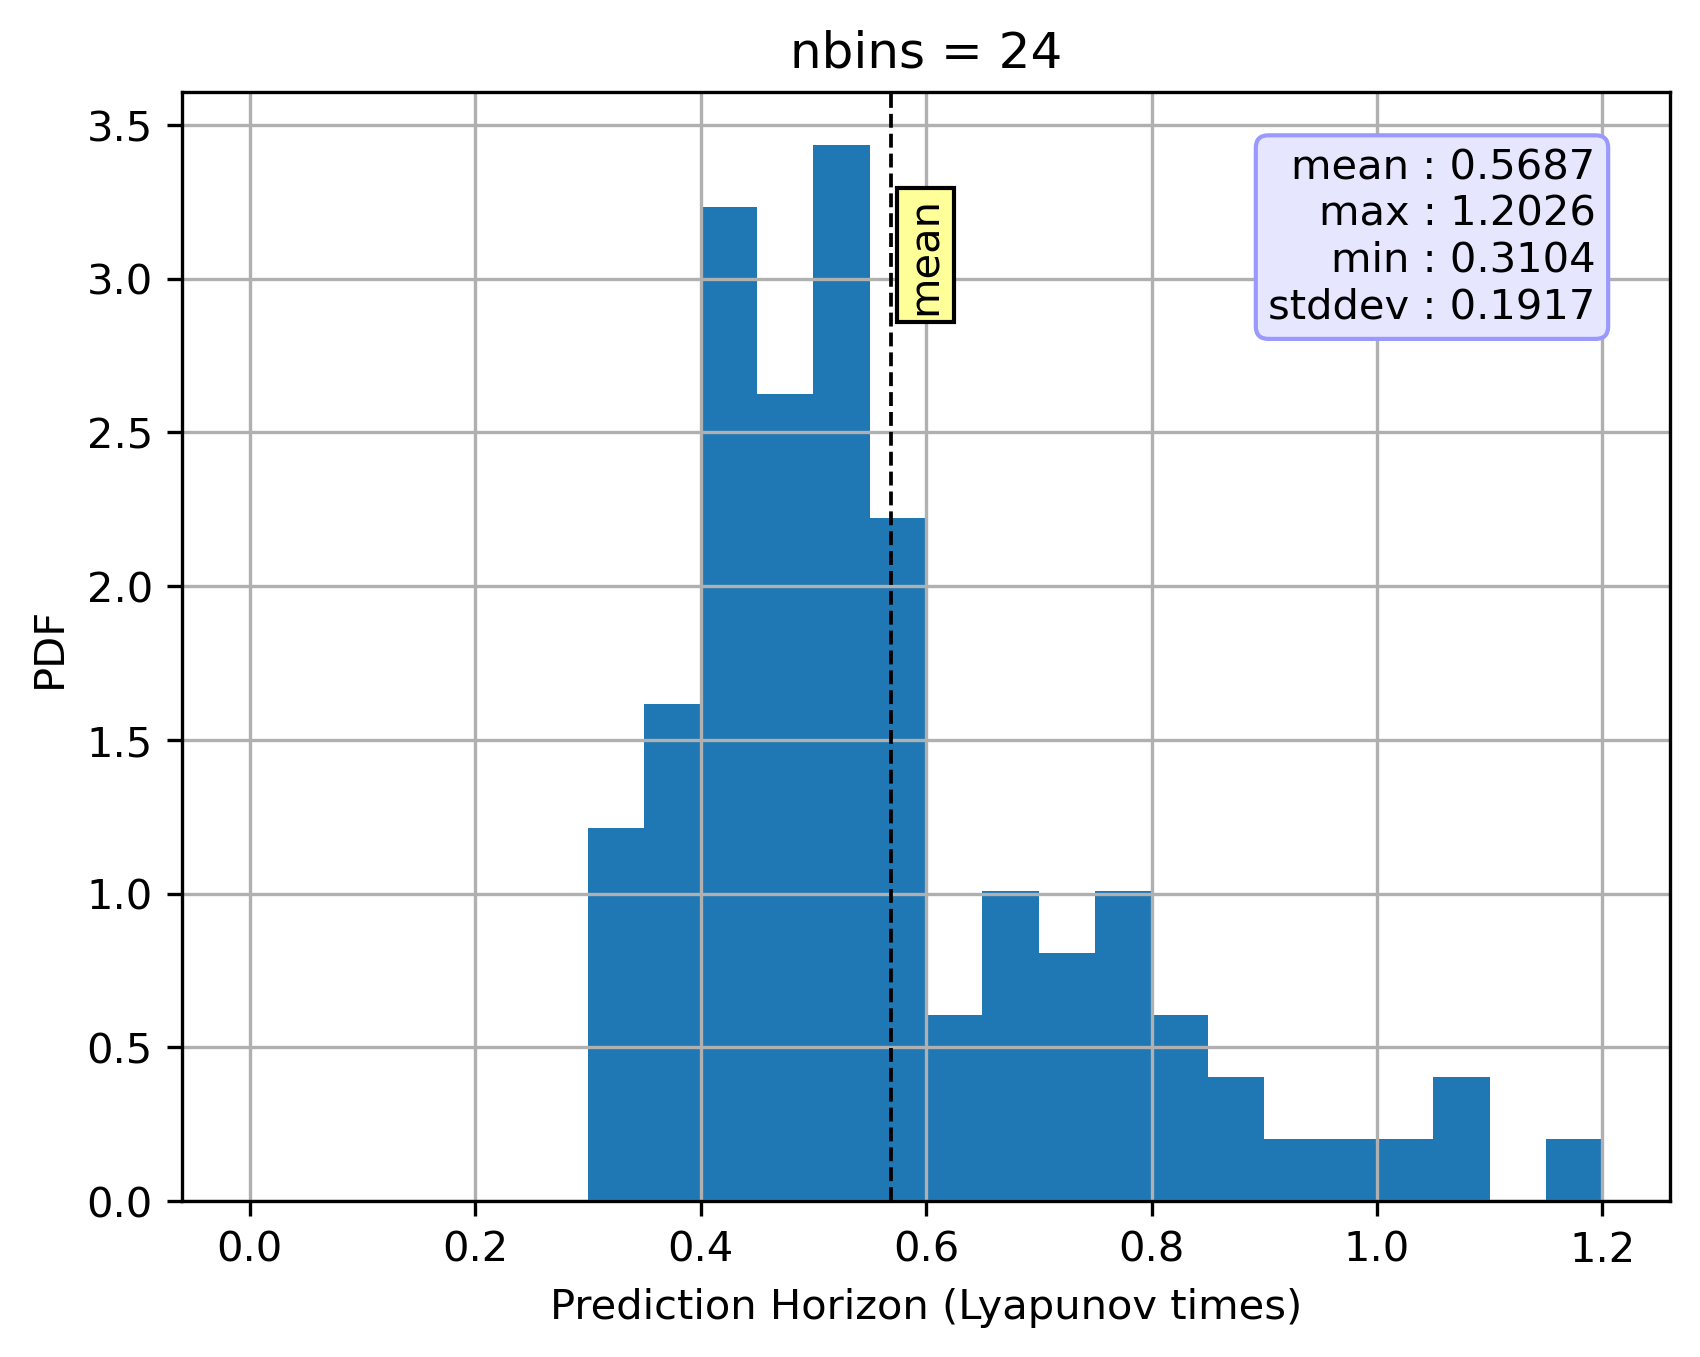 nbins = 24
3.5
3.0
2.5
2.0
1.5
1.0
0.5
0.0
PDF
mean
mean : 0.5687
max : 1.2026
min : 0.3104
stddev : 0.1917
0.0 0.2 0.4 0.6 0.8 1.0 1.2
Prediction Horizon (Lyapunov times)